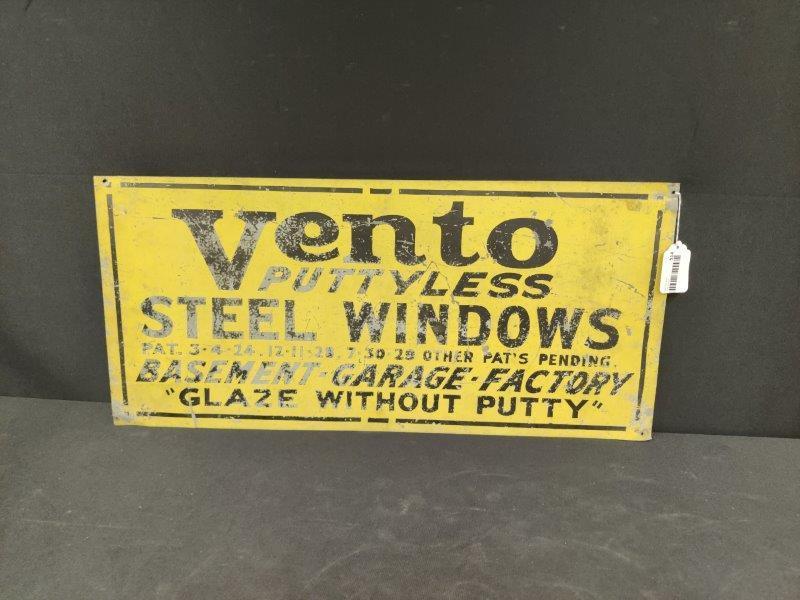 Vento
PUTTYLESS
STEEL WINDOWS
PAT. 3-4-24. 12-11-28. 7-30-29 OTHER PAT'S PENDING.
BASEMENT-GARAGE-FACTORY
"GLAZE WITHOUT PUTTY"